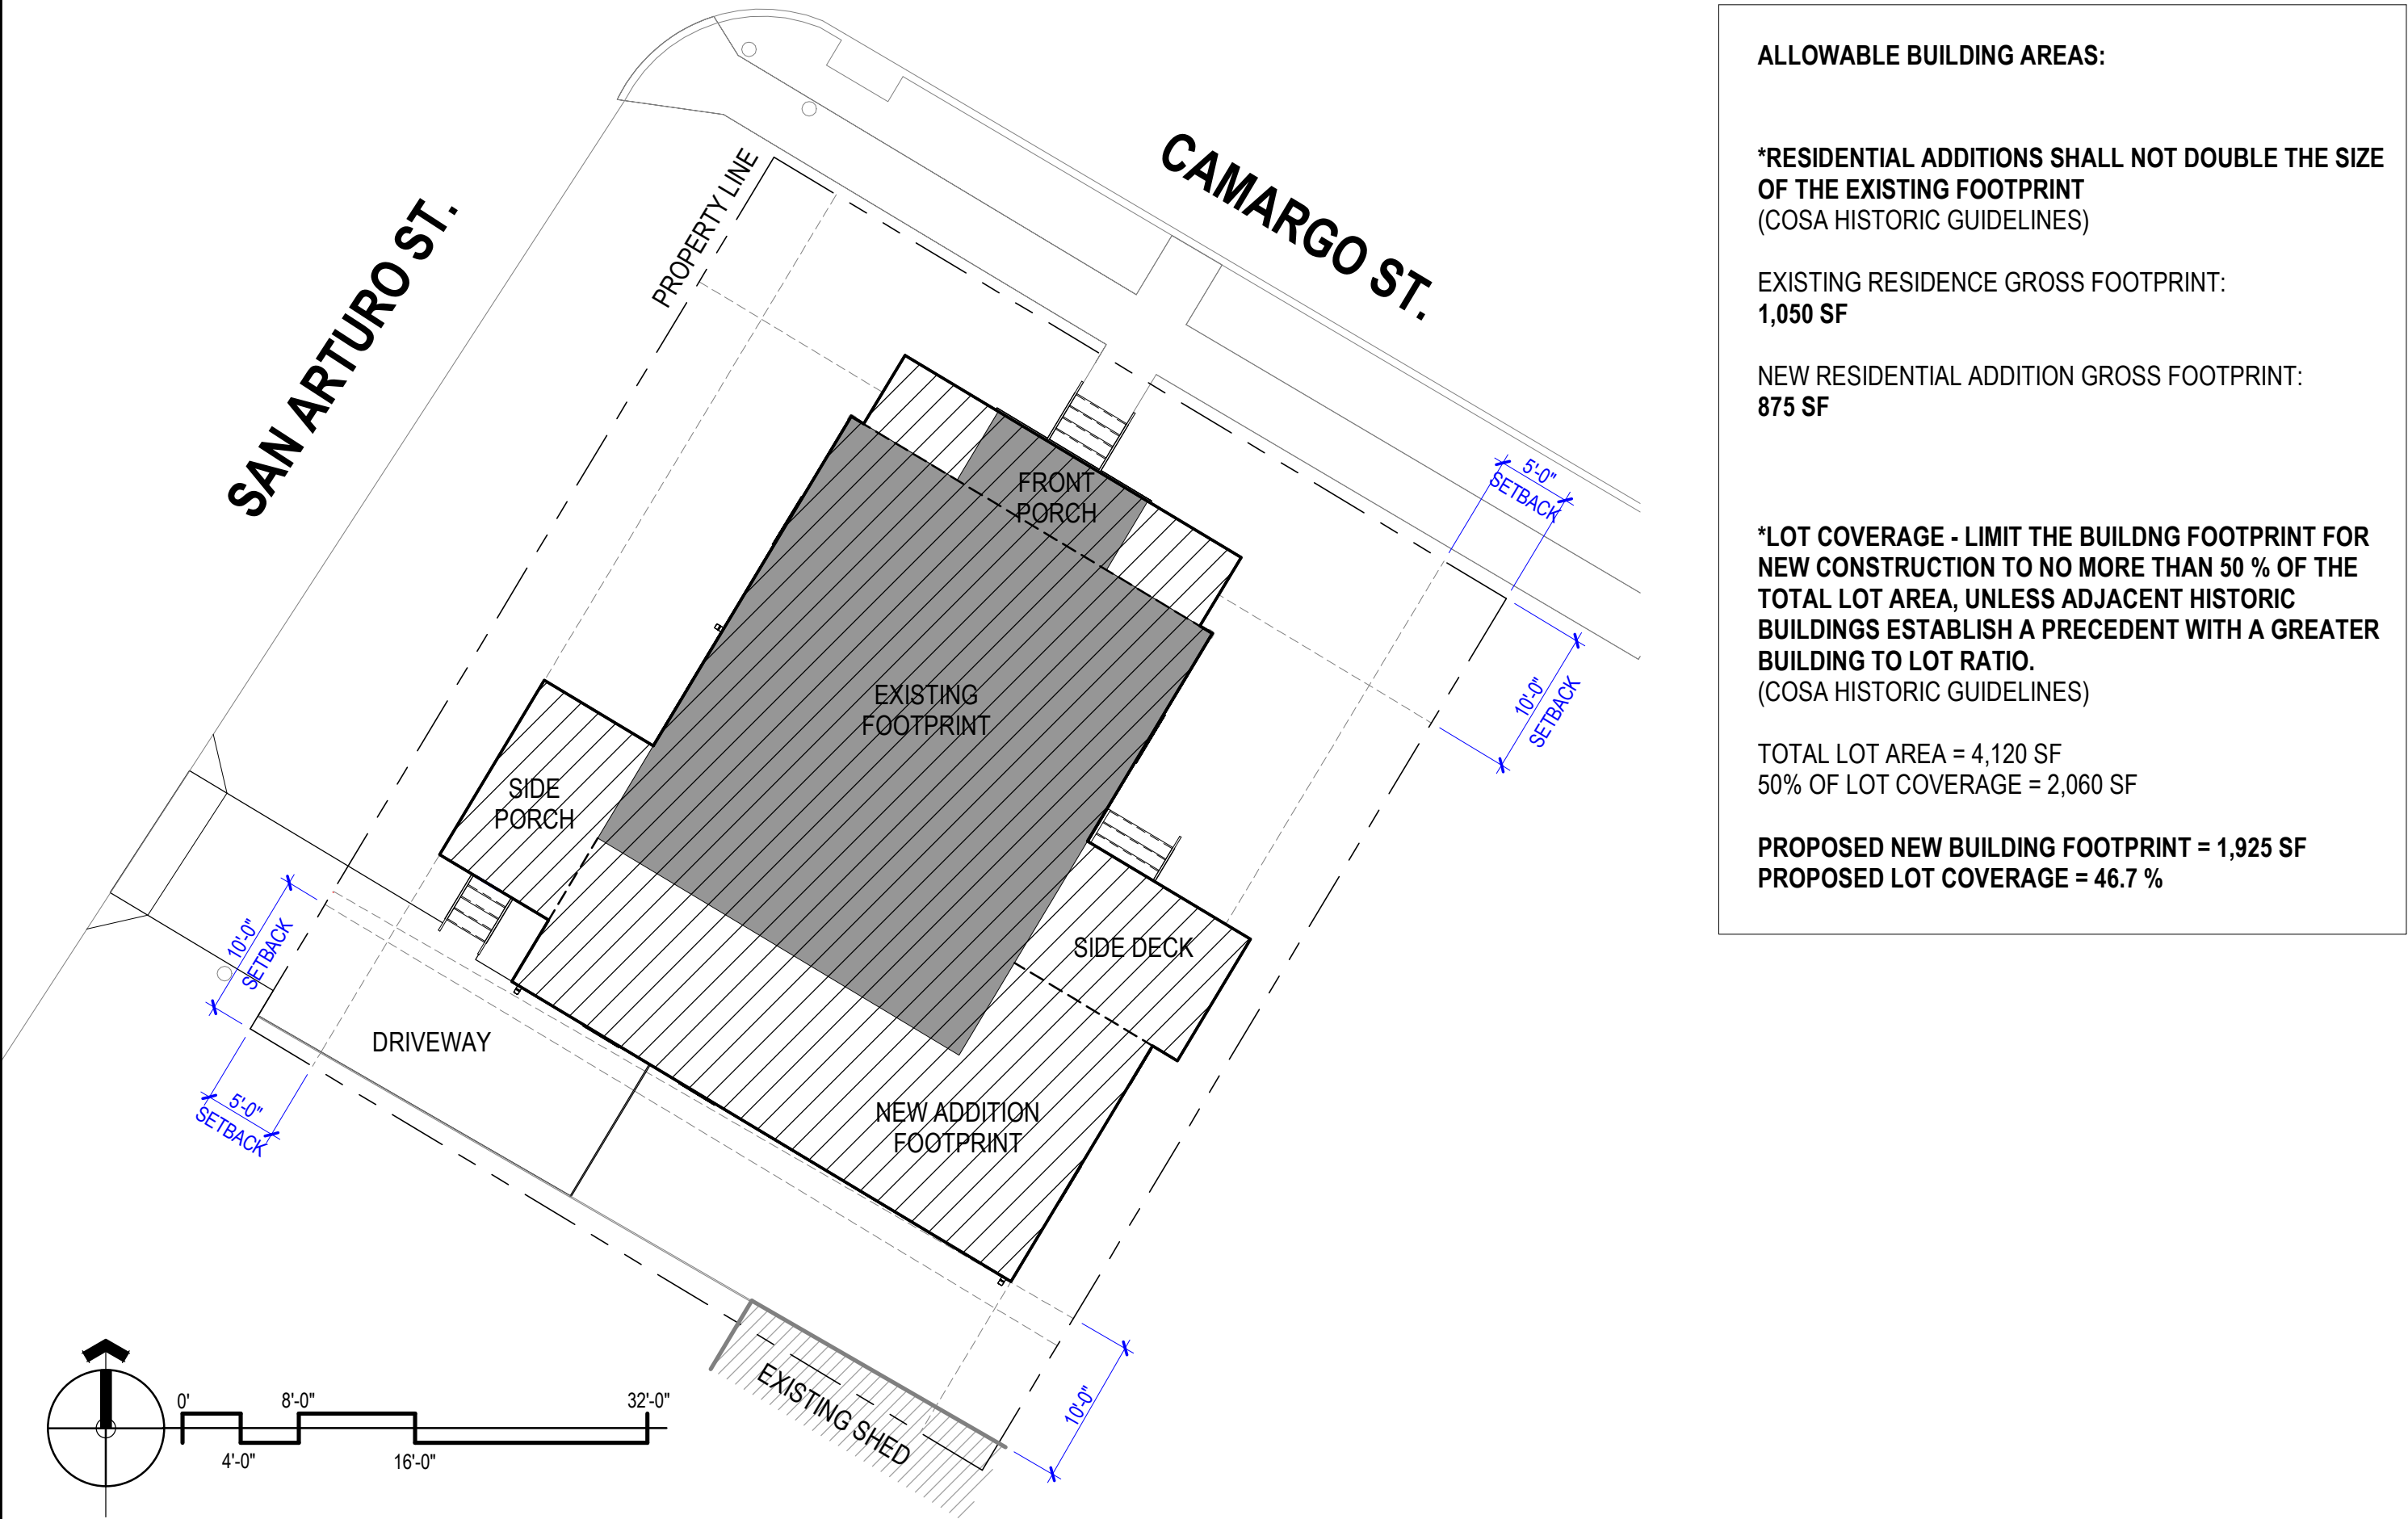 CAMARGO ST.
SAN ARTURO ST.
PROPERTY LINE
FRONT
PORCH
5'-0"
SETBACK
10'-0"
SETBACK
EXISTING
FOOTPRINT
SIDE
PORCH
10'-0"
SETBACK
SIDE DECK
DRIVEWAY
5'-0"
SETBACK
NEW ADDITION
FOOTPRINT
10'-0"
EXISTING SHED
0'
8'-0"
32'-0"
4'-0"
16'-0"
ALLOWABLE BUILDING AREAS:
*RESIDENTIAL ADDITIONS SHALL NOT DOUBLE THE SIZE
OF THE EXISTING FOOTPRINT
(COSA HISTORIC GUIDELINES)
EXISTING RESIDENCE GROSS FOOTPRINT:
1,050 SF
NEW RESIDENTIAL ADDITION GROSS FOOTPRINT:
875 SF
*LOT COVERAGE - LIMIT THE BUILDNG FOOTPRINT FOR
NEW CONSTRUCTION TO NO MORE THAN 50 % OF THE
TOTAL LOT AREA, UNLESS ADJACENT HISTORIC
BUILDINGS ESTABLISH A PRECEDENT WITH A GREATER
BUILDING TO LOT RATIO.
(COSA HISTORIC GUIDELINES)
TOTAL LOT AREA = 4,120 SF
50% OF LOT COVERAGE = 2,060 SF
PROPOSED NEW BUILDING FOOTPRINT = 1,925 SF
PROPOSED LOT COVERAGE = 46.7 %